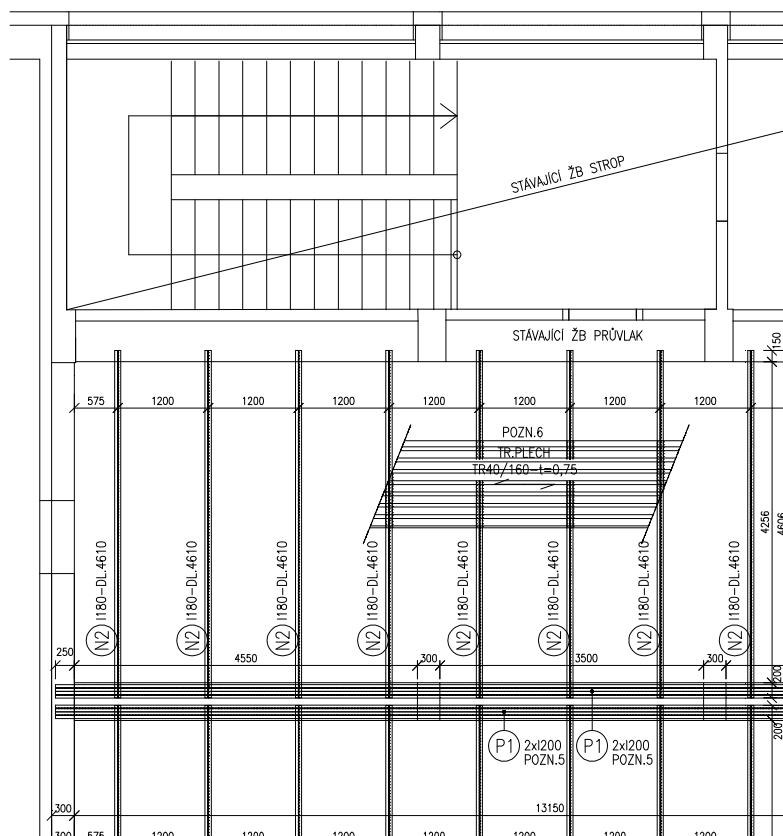 STÁVAJÍCÍ ŽB STROP
STÁVAJÍCÍ ŽB PRŮVLAK
150
575 1200 1200 1200 1200 1200 1200 1200
POZN.6
TR.PLECH
TR40/160-t=0,75
4256 4606
N2 I180-DL.4610
N2 I180-DL.4610
N2 I180-DL.4610
N2 I180-DL.4610
N2 I180-DL.4610
N2 I180-DL.4610
N2 I180-DL.4610
N2 I180-DL.4610
250 4550 300 3500 300
200
200
P1 2xI200
POZN.5
P1 2xI200
POZN.5
300 13150
300 575 1200 1200 1200 1200 1200 1200 1200